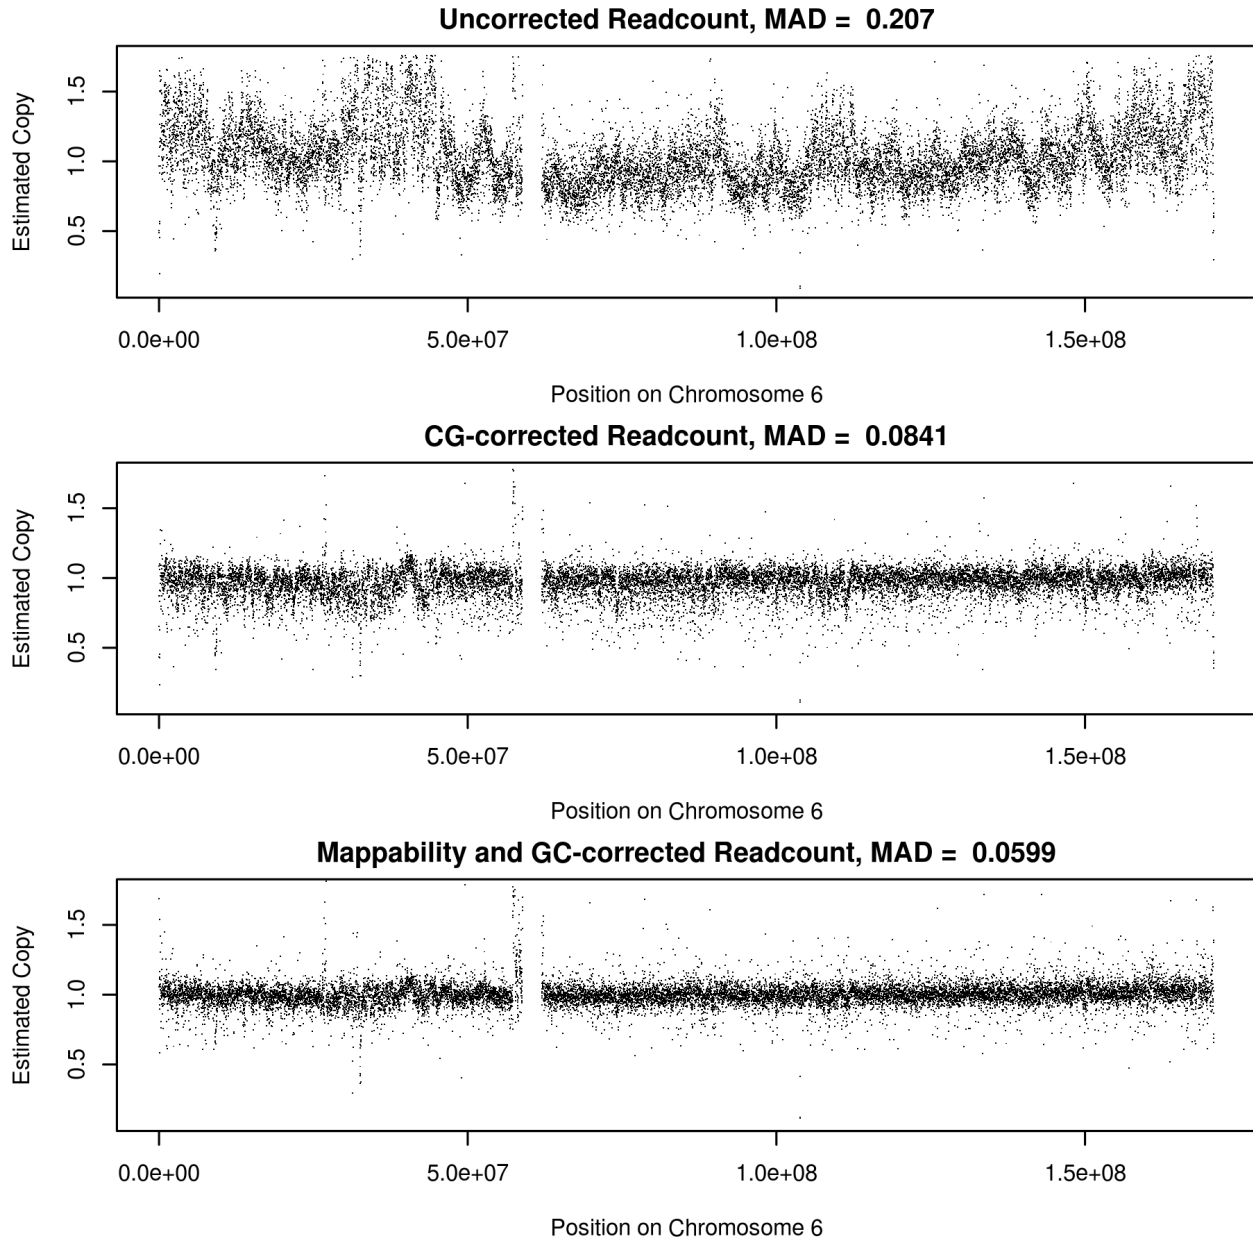 Uncorrected Readcount, MAD =  0.207
Estimated Copy
1.5
1.0
0.5
0.0e+00 5.0e+07 1.0e+08 1.5e+08
Position on Chromosome 6
CG-corrected Readcount, MAD =  0.0841
Estimated Copy
1.5
1.0
0.5
0.0e+00 5.0e+07 1.0e+08 1.5e+08
Position on Chromosome 6
Mappability and GC-corrected Readcount, MAD =  0.0599
Estimated Copy
1.5
1.0
0.5
0.0e+00 5.0e+07 1.0e+08 1.5e+08
Position on Chromosome 6